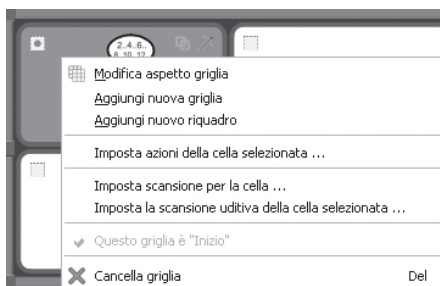 2..4..6..
8..10..12
Modifica aspetto griglia
Aggiungi nuova griglia
Aggiungi nuovo riquadro
Imposta azioni della cella selezionata ...
Imposta scansione per la cella ...
Imposta la scansione uditiva della cella selezionata ...
Questo griglia è "Inizio"
Cancella griglia Del